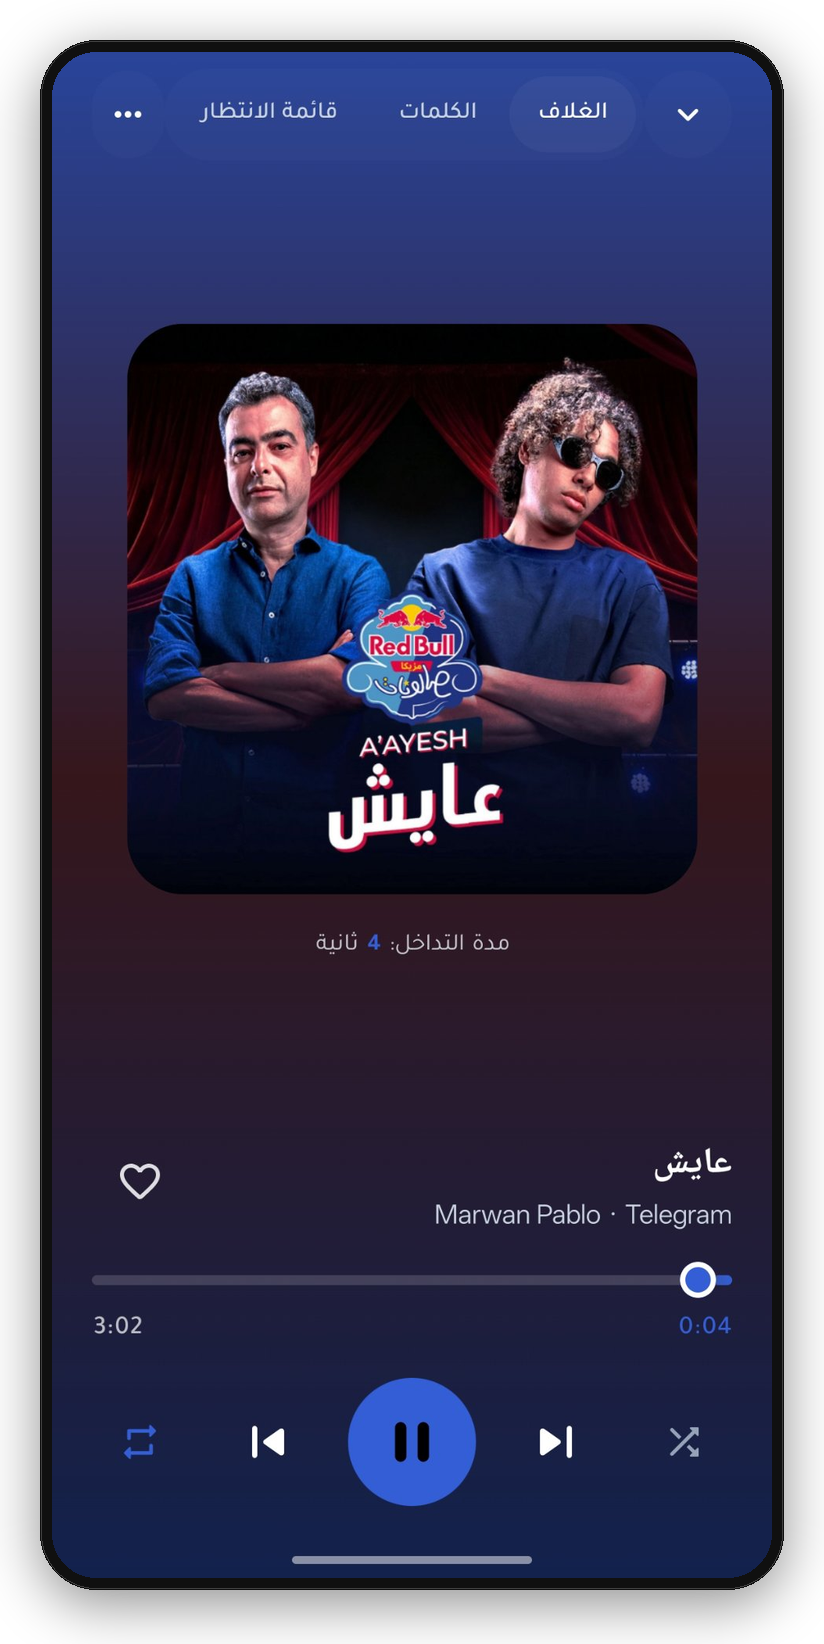 الغلاف
الكلمات
قائمة الانتظار
Red Bull
مزيكا
صالونات
A'AYESH
عايش
مدة التداخل: 4 ثانية
عايش
Marwan Pablo · Telegram
0:04
3:02